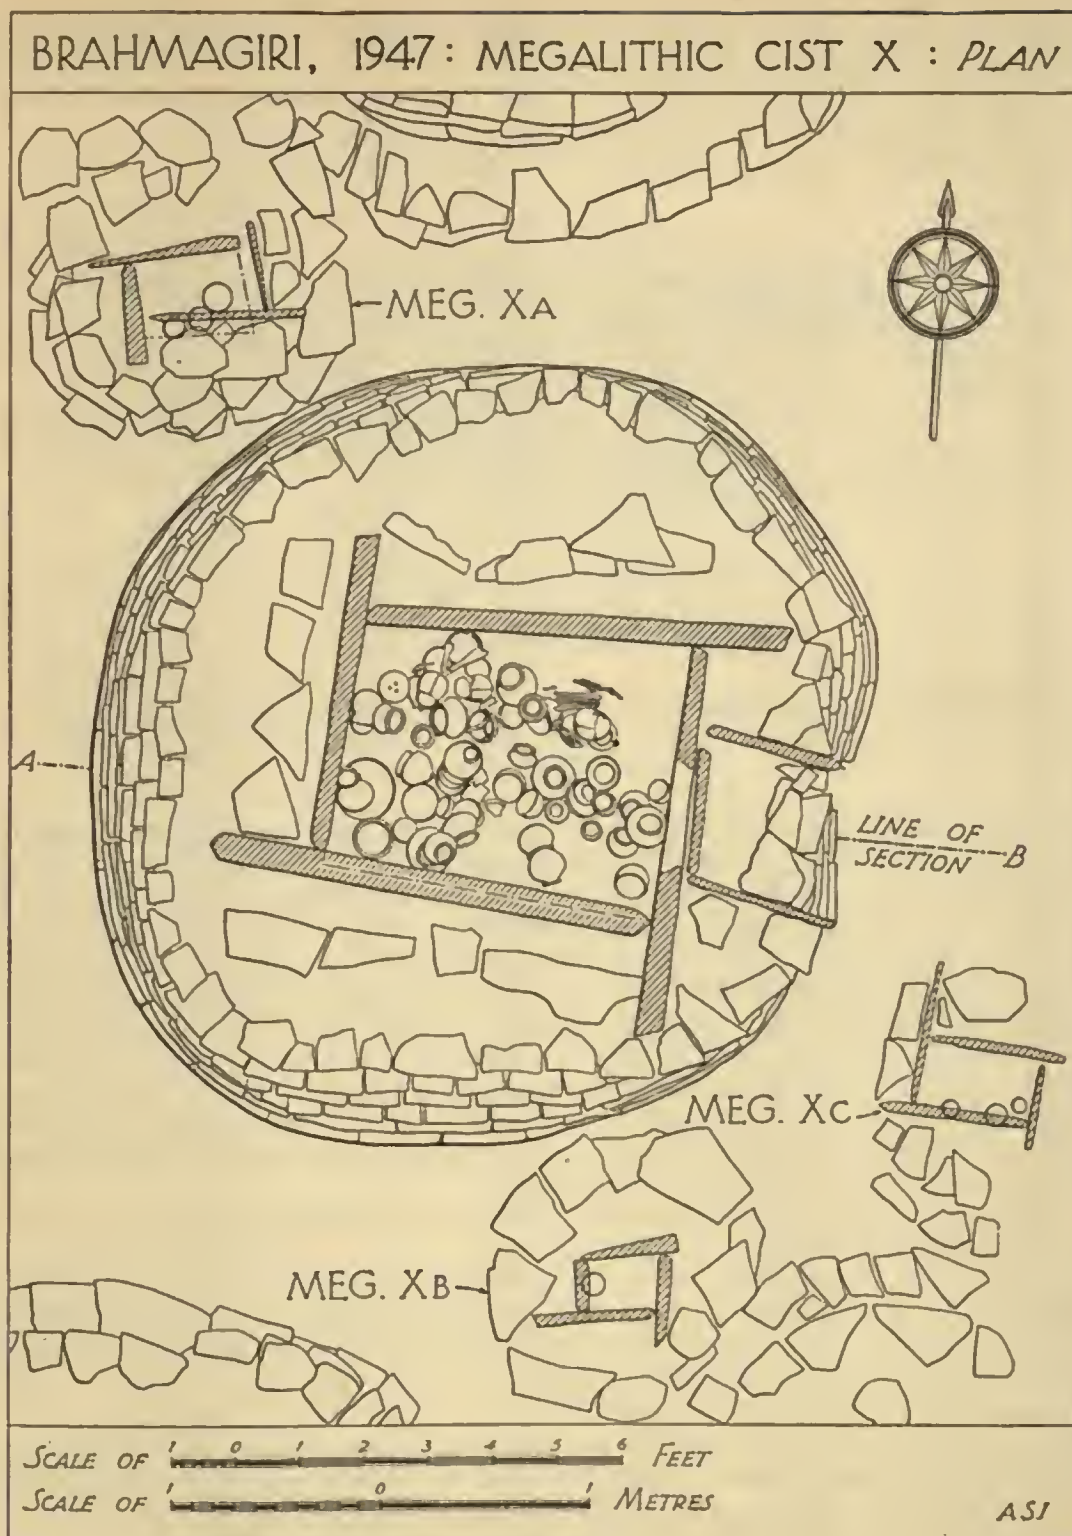 BRAHMAGIRI, 1947: MEGALITHIC CIST X : PLAN
MEG. XA
A
LINE OF
SECTION
B
MEG. XC
MEG. XB
SCALE OF 1 0 1 2 3 4 5 6 FEET
SCALE OF 1 0 1 METRES
ASI